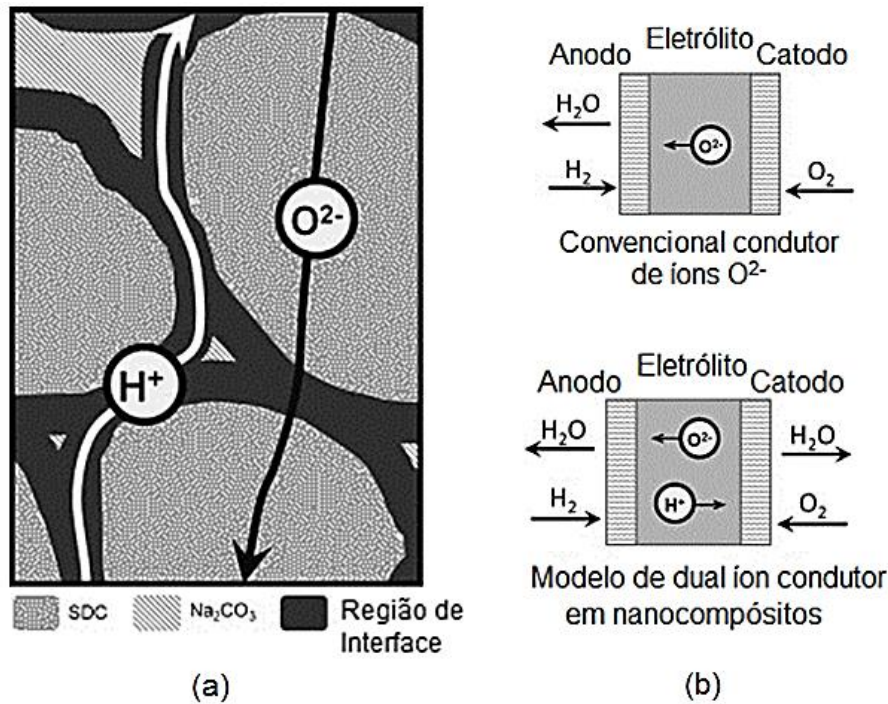 H⁺
O²⁻
SDC
Na₂CO₃
Região de
Interface
(a)
Eletrólito
Anodo
Catodo
H₂O
O²⁻
H₂
O₂
Convencional condutor
de íons O²⁻
Eletrólito
Anodo
Catodo
H₂O
O²⁻
H₂O
H₂
H⁺
O₂
Modelo de dual íon condutor
em nanocompósitos
(b)